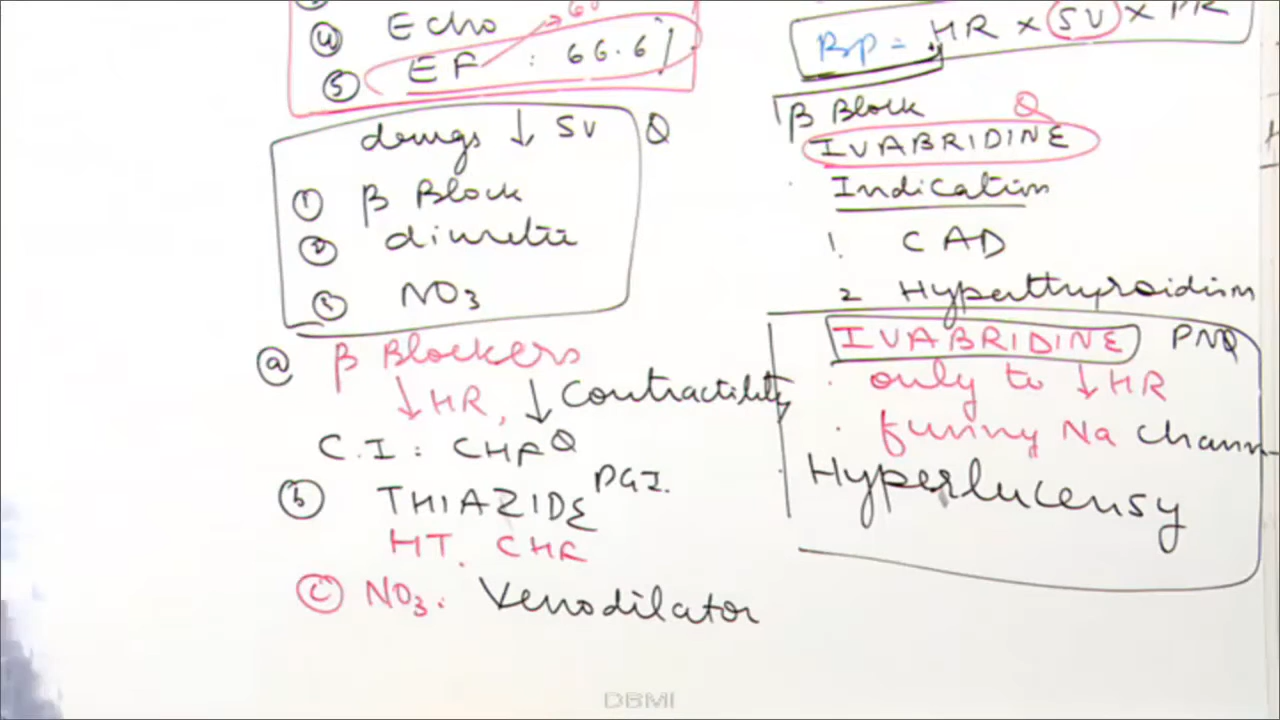 ④ Echo
⑤ EF : 66.6%
drugs ↓ SV Q
① β Block
② diuretic
③ NO3
ⓐ β Blockers
↓HR, ↓ Contractility
C.I : CHF Q
ⓑ THIAZIDE PGI.
HT. CHF
ⓒ NO3. Venodilator
BP = HR x SV x PR
β Block Q
IVABRIDINE
Indication
1. CAD
2 Hyperthyroidism
IVABRIDINE PNQ
· only to ↓HR
· funny Na Chann
Hyperlucensy
DBMI